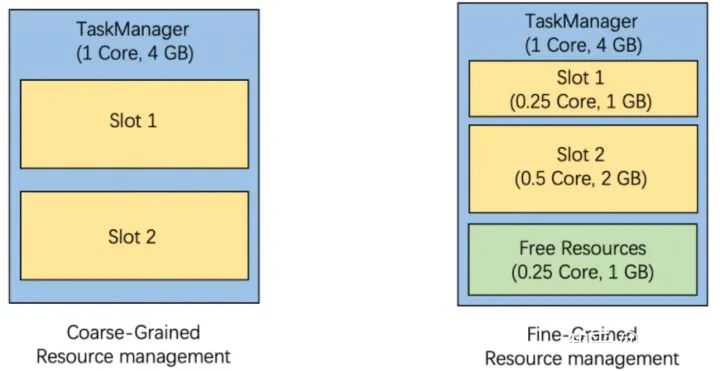 TaskManager
(1 Core, 4 GB)
Slot 1
Slot 2
Coarse-Grained
Resource management
TaskManager
(1 Core, 4 GB)
Slot 1
(0.25 Core, 1 GB)
Slot 2
(0.5 Core, 2 GB)
Free Resources
(0.25 Core, 1 GB)
Fine-Grained
Resource management